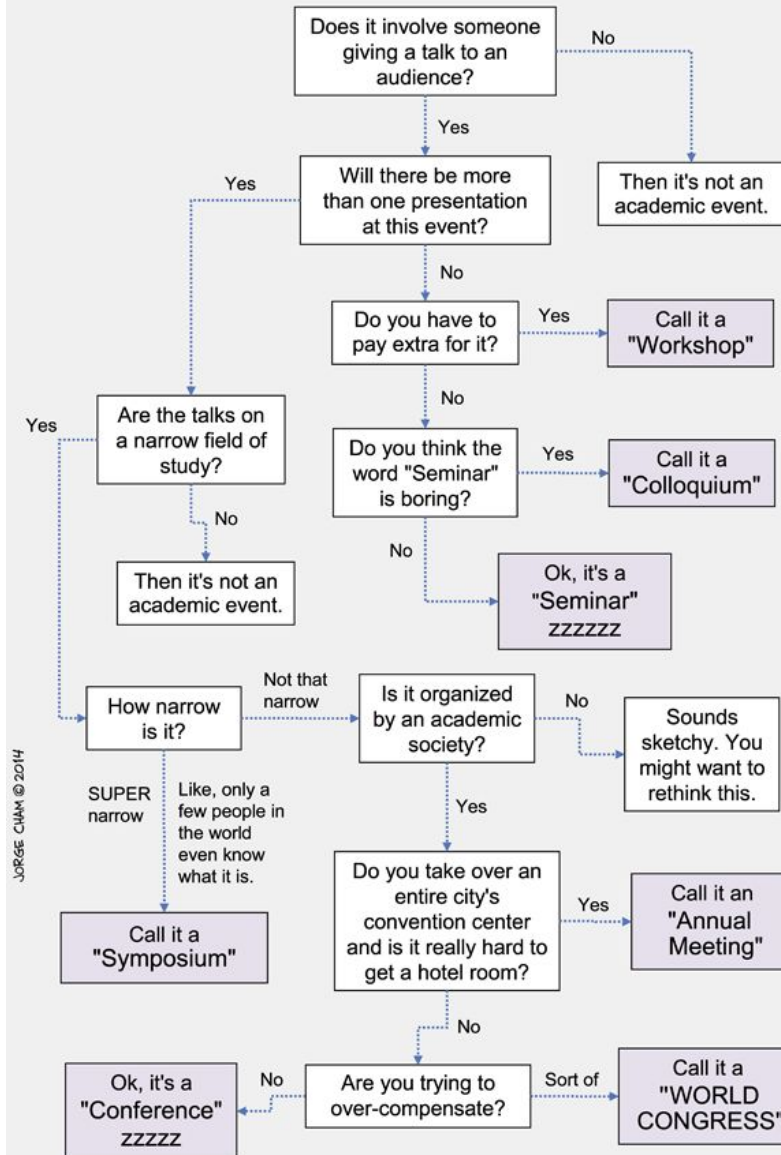 Does it involve someone
giving a talk to an
audience?
No
Yes
Then it's not an
academic event.
Will there be more
than one presentation
at this event?
Yes
No
Do you have to
pay extra for it?
Yes
Call it a
"Workshop"
No
Are the talks on
a narrow field of
study?
Yes
No
Then it's not an
academic event.
Do you think the
word "Seminar"
is boring?
Yes
Call it a
"Colloquium"
No
Ok, it's a
"Seminar"
zzzzzz
How narrow
is it?
Not that
narrow
SUPER
narrow
Like, only a
few people in
the world
even know
what it is.
Call it a
"Symposium"
Is it organized
by an academic
society?
No
Sounds
sketchy. You
might want to
rethink this.
Yes
Do you take over an
entire city's
convention center
and is it really hard to
get a hotel room?
Yes
Call it an
"Annual
Meeting"
No
Are you trying to
over-compensate?
No
Ok, it's a
"Conference"
zzzzz
Sort of
Call it a
"WORLD
CONGRESS"
JORGE CHAM © 2014